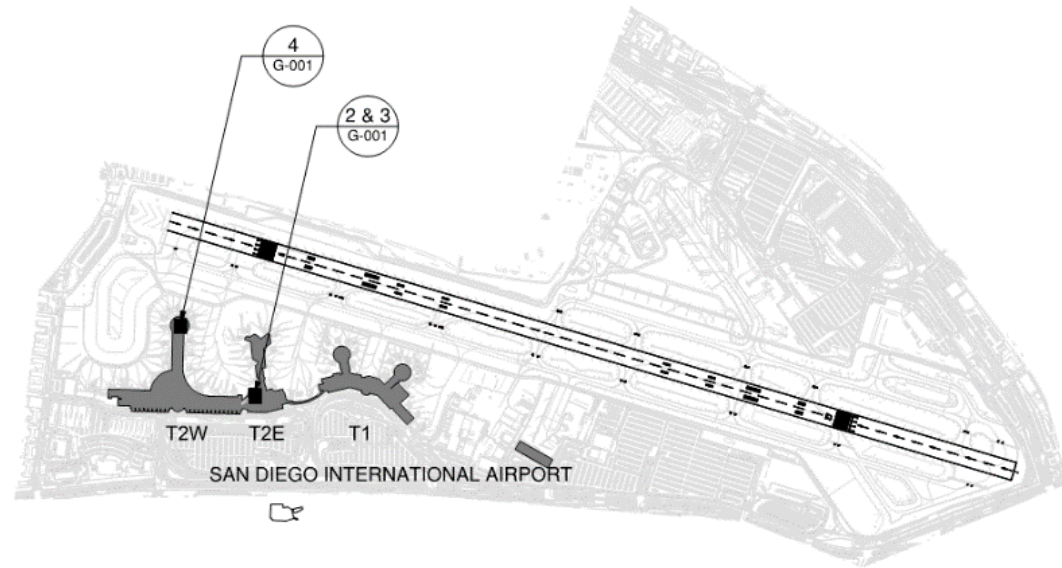 4
G-001
2 & 3
G-001
T2W
T2E
T1
SAN DIEGO INTERNATIONAL AIRPORT